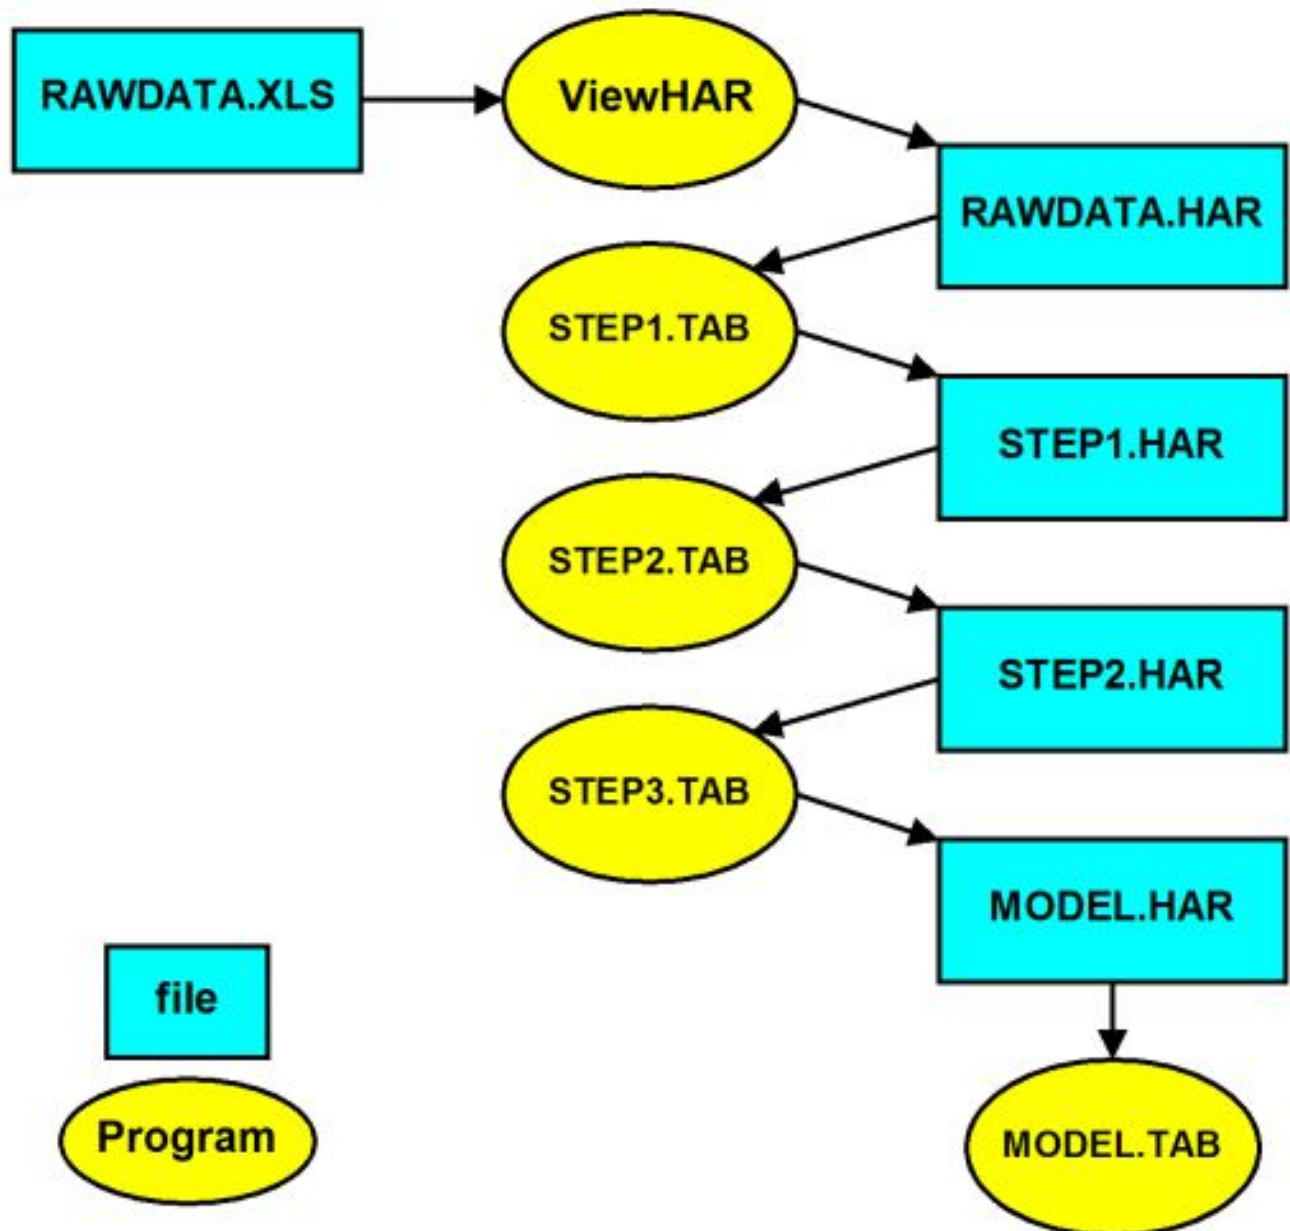 RAWDATA.XLS
ViewHAR
RAWDATA.HAR
STEP1.TAB
STEP1.HAR
STEP2.TAB
STEP2.HAR
STEP3.TAB
MODEL.HAR
file
Program
MODEL.TAB